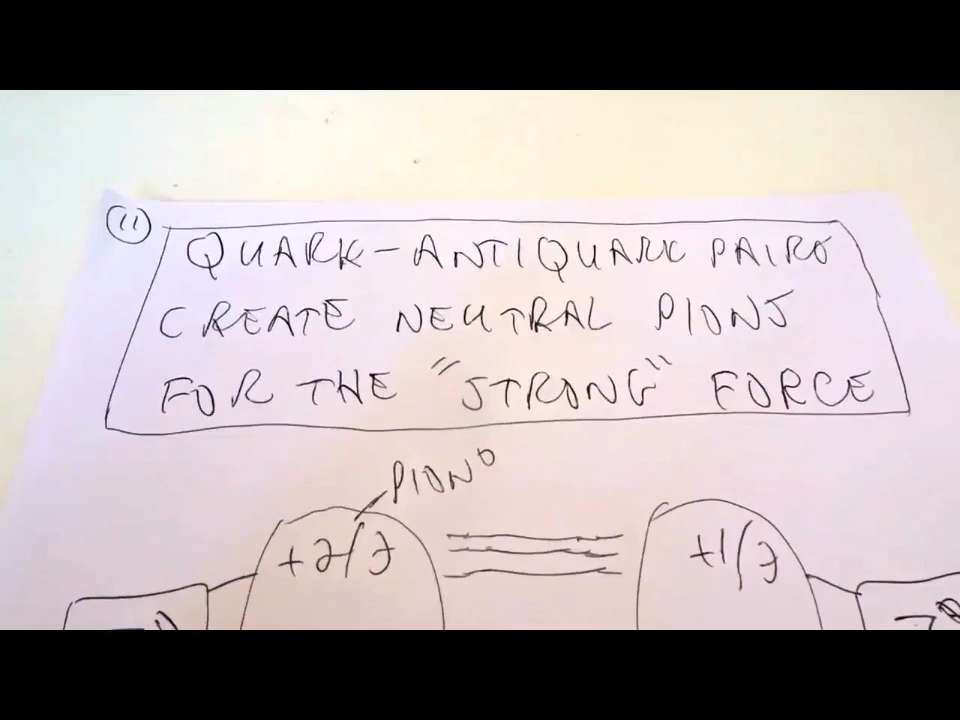 11
QUARK-ANTIQUARK PAIRS
CREATE NEUTRAL PIONS
FOR THE "STRONG" FORCE
PION⁰
+2/3
+1/3